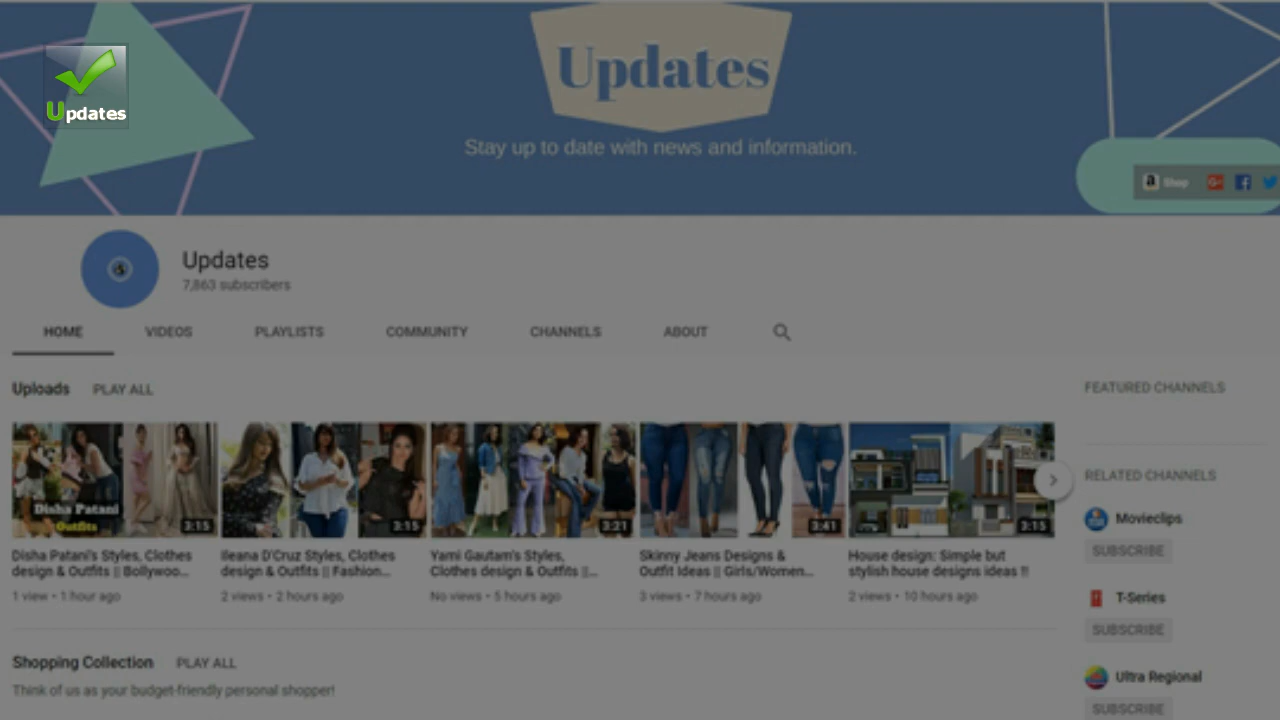 Updates
Updates
Stay up to date with news and information.
Shop
Updates
7,863 subscribers
HOME VIDEOS PLAYLISTS COMMUNITY CHANNELS ABOUT
Uploads PLAY ALL
FEATURED CHANNELS
RELATED CHANNELS
Movieclips
SUBSCRIBE
T-Series
SUBSCRIBE
Ultra Regional
SUBSCRIBE
Disha Patani
Outfits
3:15
3:15
3:21
3:41
3:15
Disha Patani's Styles, Clothes
design & Outfits || Bollywoo...
1 view • 1 hour ago
Ileana D'Cruz Styles, Clothes
design & Outfits || Fashion...
2 views • 2 hours ago
Yami Gautam's Styles,
Clothes design & Outfits ||...
No views • 5 hours ago
Skinny Jeans Designs &
Outfit Ideas || Girls/Women...
3 views • 7 hours ago
House design: Simple but
stylish house designs ideas !!
2 views • 10 hours ago
Shopping Collection PLAY ALL
Think of us as your budget-friendly personal shopper!